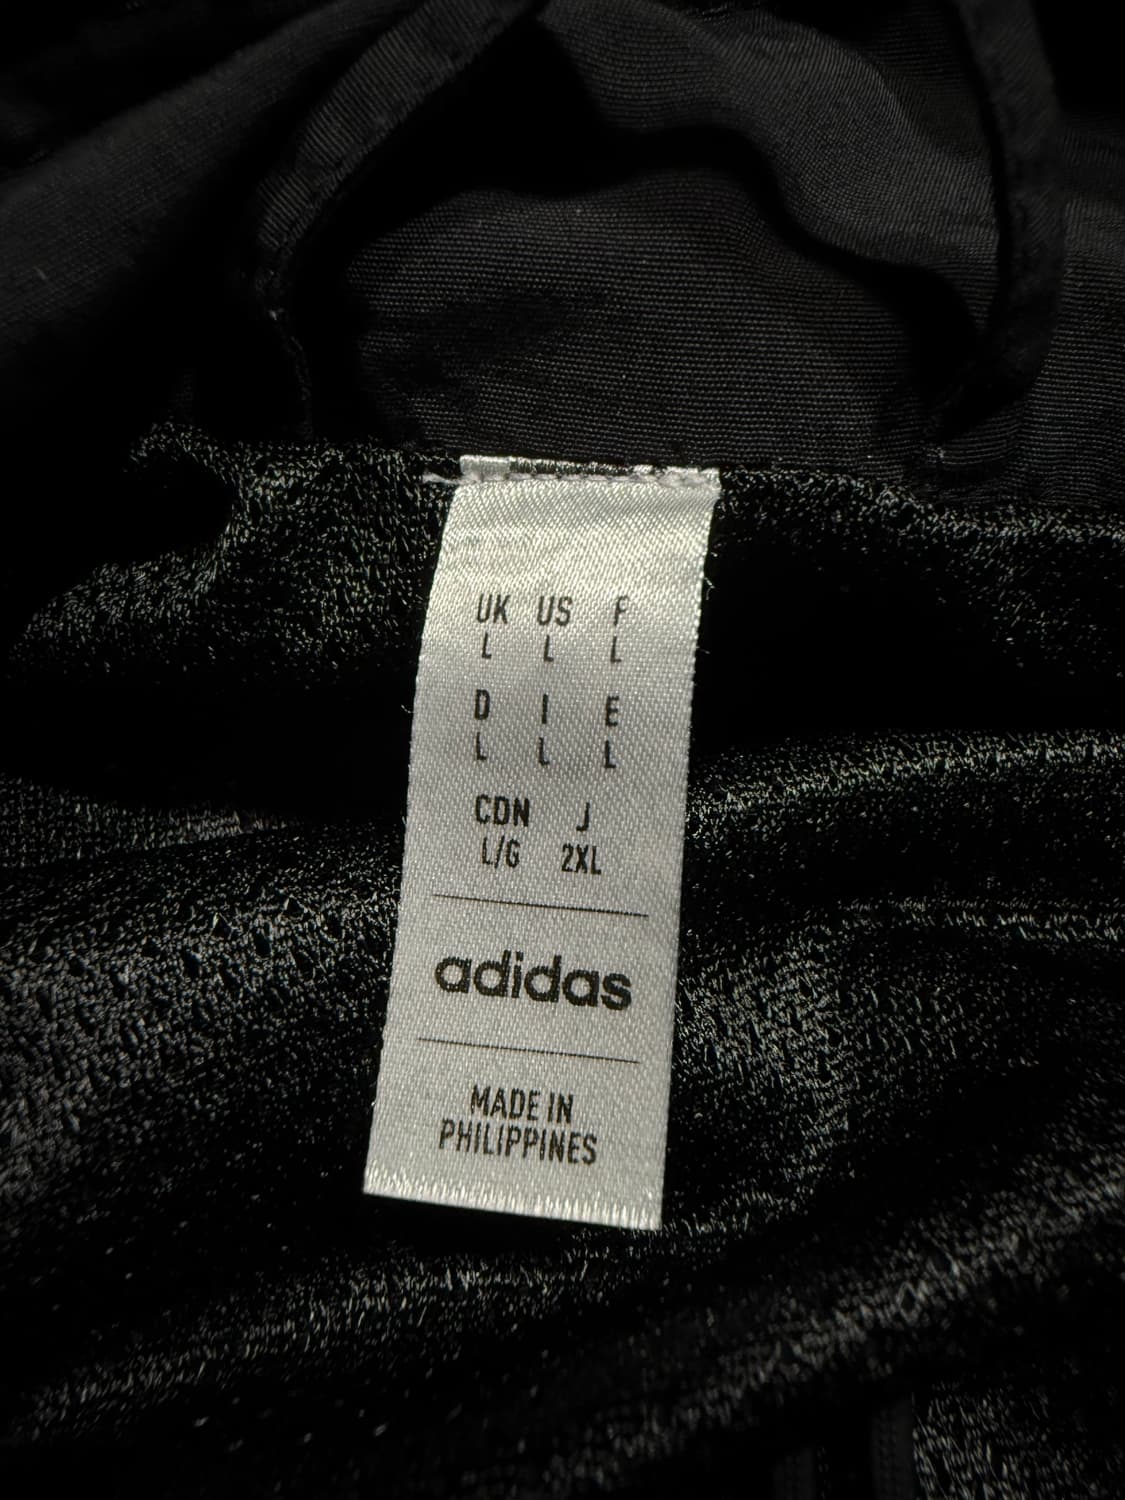 UK US F
L L L
D I E
L L L
CDN J
L/G 2XL
adidas
MADE IN
PHILIPPINES